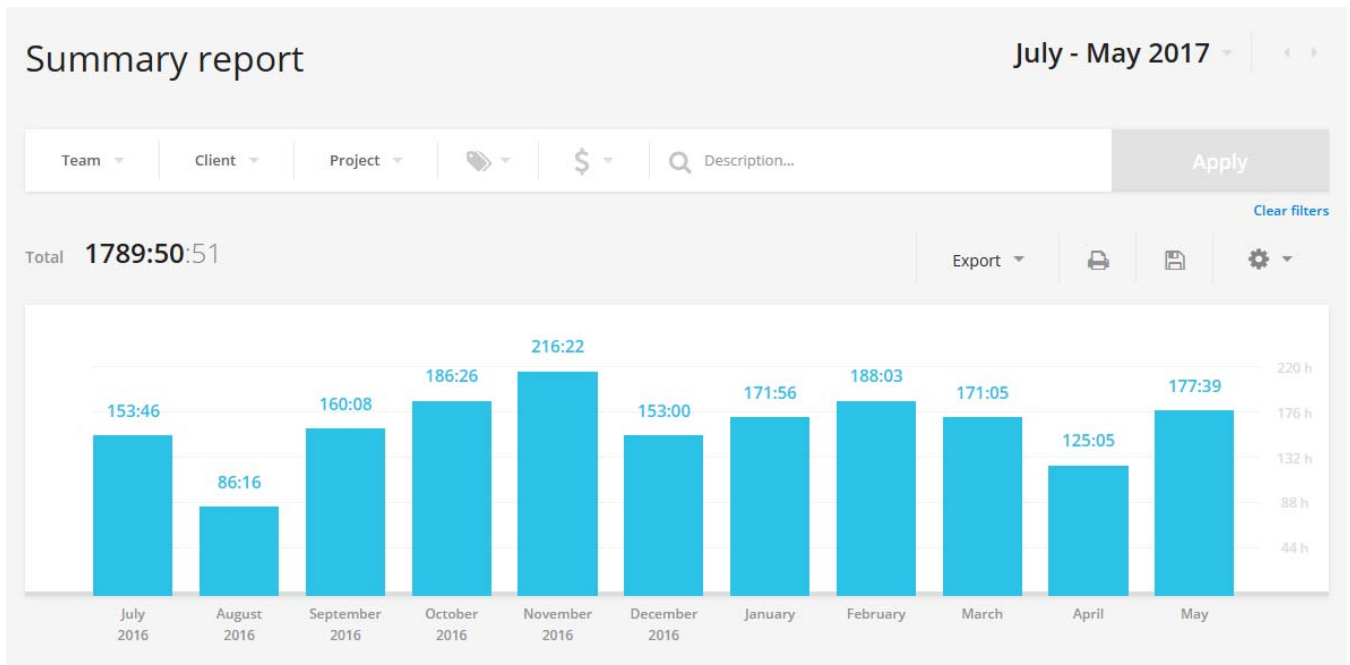 Summary report
July - May 2017
Team Client Project $ Description... Apply
Clear filters
Total 1789:50:51
Export
216:22
186:26
188:03
220 h
153:46
160:08
153:00
171:56
171:05
177:39
176 h
125:05
132 h
86:16
88 h
44 h
July 2016
August 2016
September 2016
October 2016
November 2016
December 2016
January
February
March
April
May